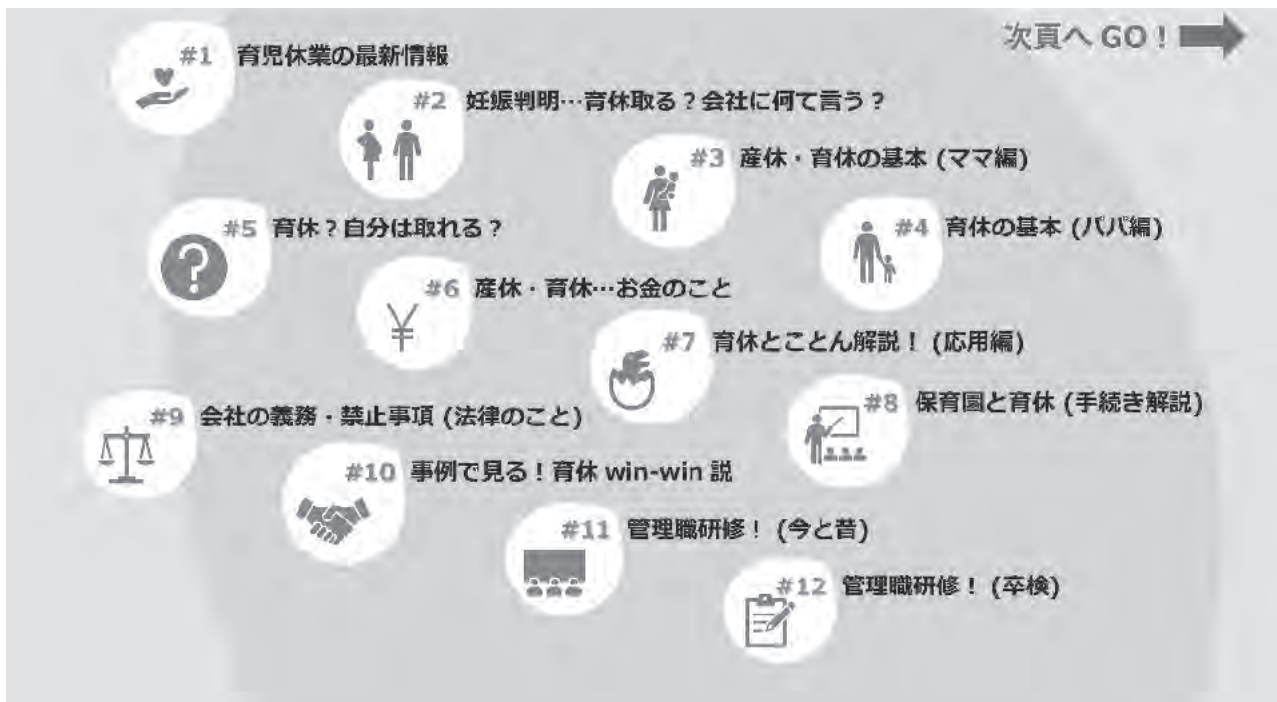 次頁へ GO！
#1 育児休業の最新情報
#2 妊娠判明…育休取る？会社に何て言う？
#3 産休・育休の基本 (ママ編)
#4 育休の基本 (パパ編)
#5 育休？自分は取れる？
#6 産休・育休…お金のこと
#7 育休とことん解説！ (応用編)
#8 保育園と育休 (手続き解説)
#9 会社の義務・禁止事項 (法律のこと)
#10 事例で見る！育休 win-win 説
#11 管理職研修！ (今と昔)
#12 管理職研修！ (卒検)